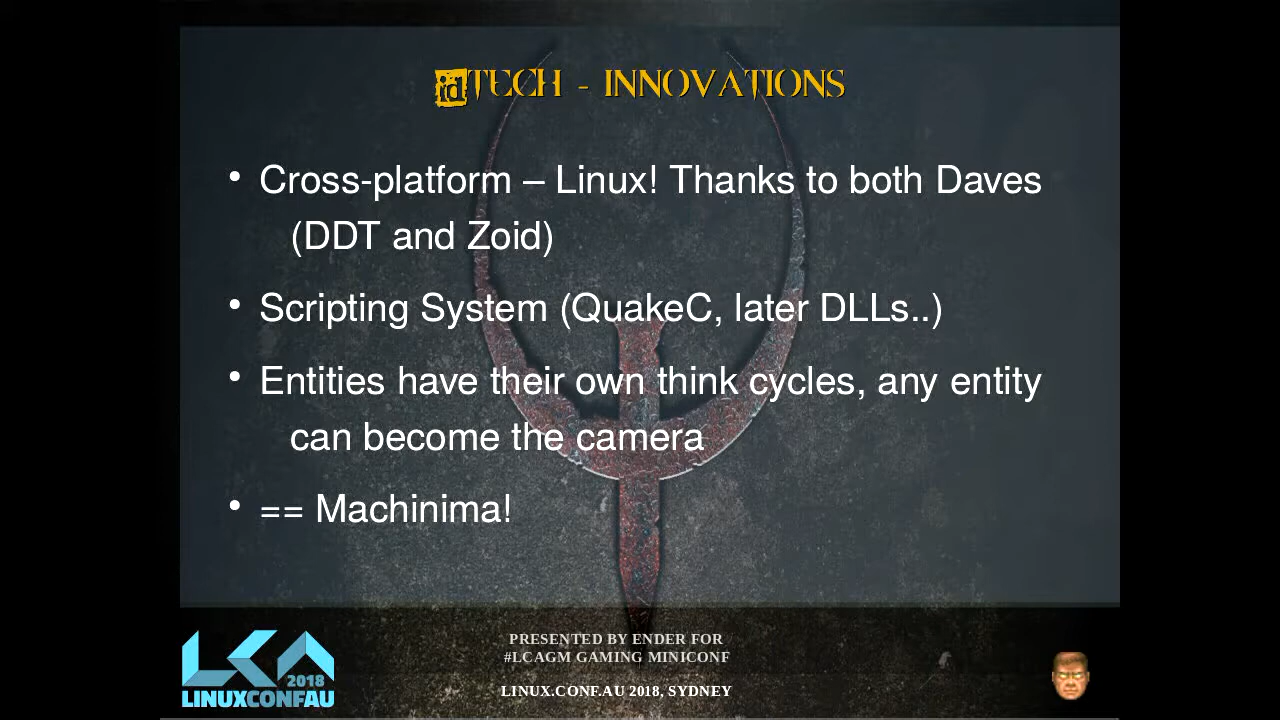 idTECH - INNOVATIONS
• Cross-platform – Linux! Thanks to both Daves
(DDT and Zoid)
• Scripting System (QuakeC, later DLLs..)
• Entities have their own think cycles, any entity
can become the camera
• == Machinima!
LCA
2018
LINUXCONFAU
PRESENTED BY ENDER FOR
#LCAGM GAMING MINICONF
LINUX.CONF.AU 2018, SYDNEY